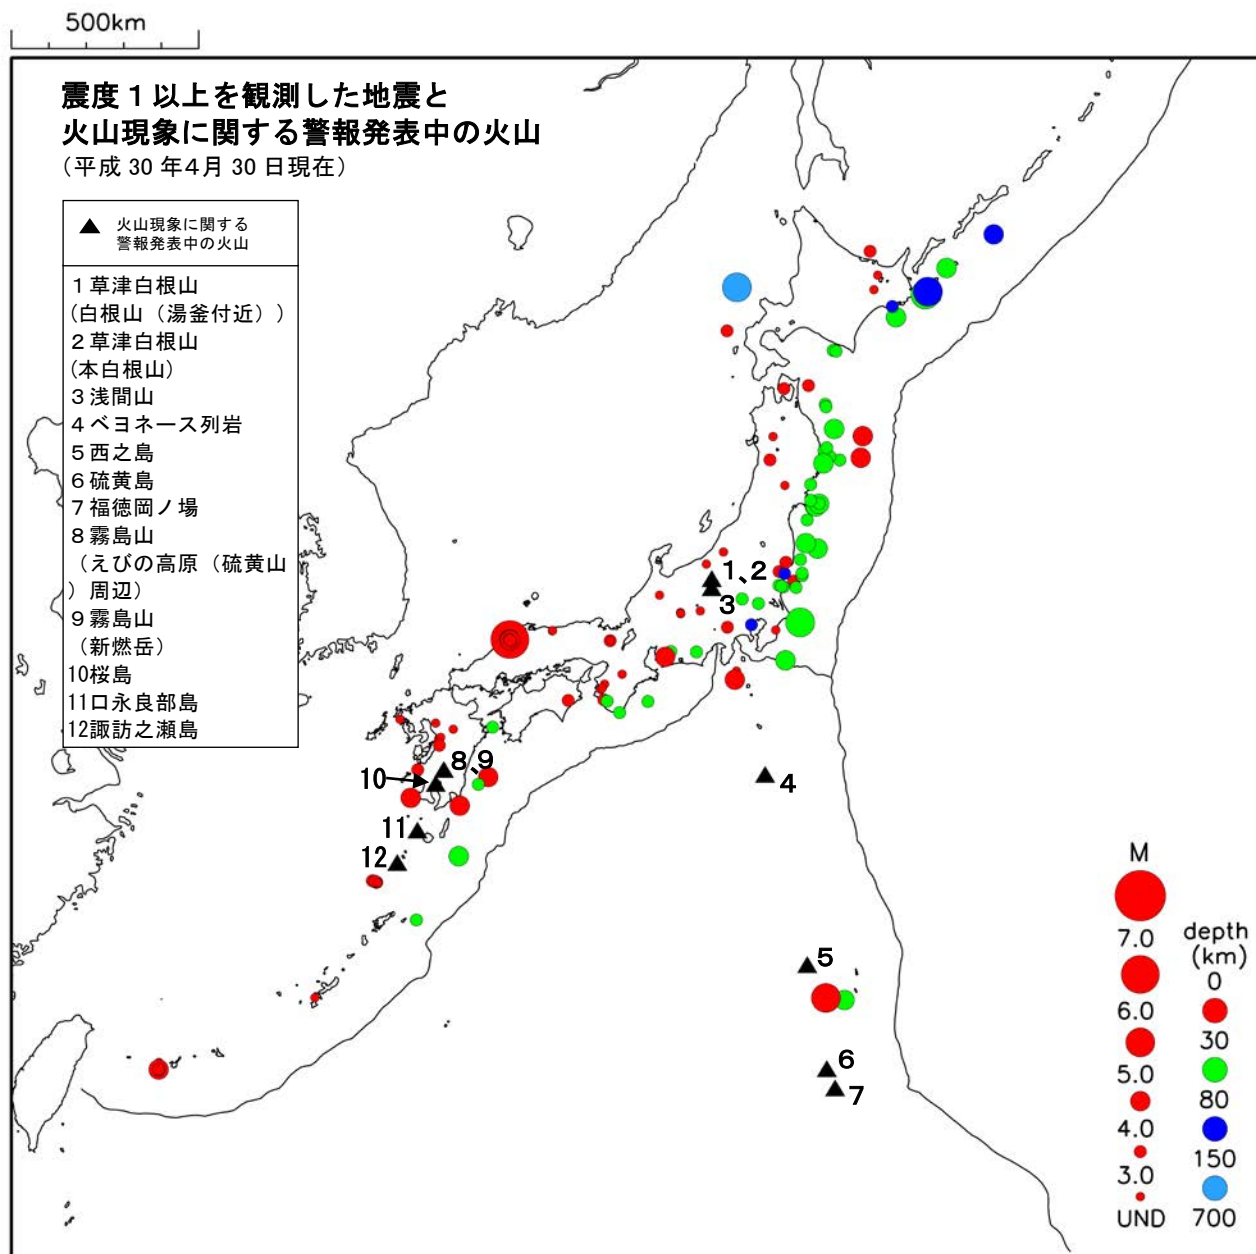 500km
震度１以上を観測した地震と
火山現象に関する警報発表中の火山
（平成 30 年4月 30 日現在）
▲ 火山現象に関する
警報発表中の火山
１草津白根山
(白根山（湯釜付近））
２草津白根山
(本白根山)
３浅間山
４ベヨネース列岩
５西之島
６硫黄島
７福徳岡ノ場
８霧島山
（えびの高原（硫黄山
）周辺）
９霧島山
（新燃岳）
10桜島
11口永良部島
12諏訪之瀬島
1、2
3
8、9
10
4
11
12
5
6
7
M
7.0
6.0
5.0
4.0
3.0
UND
depth
(km)
0
30
80
150
700